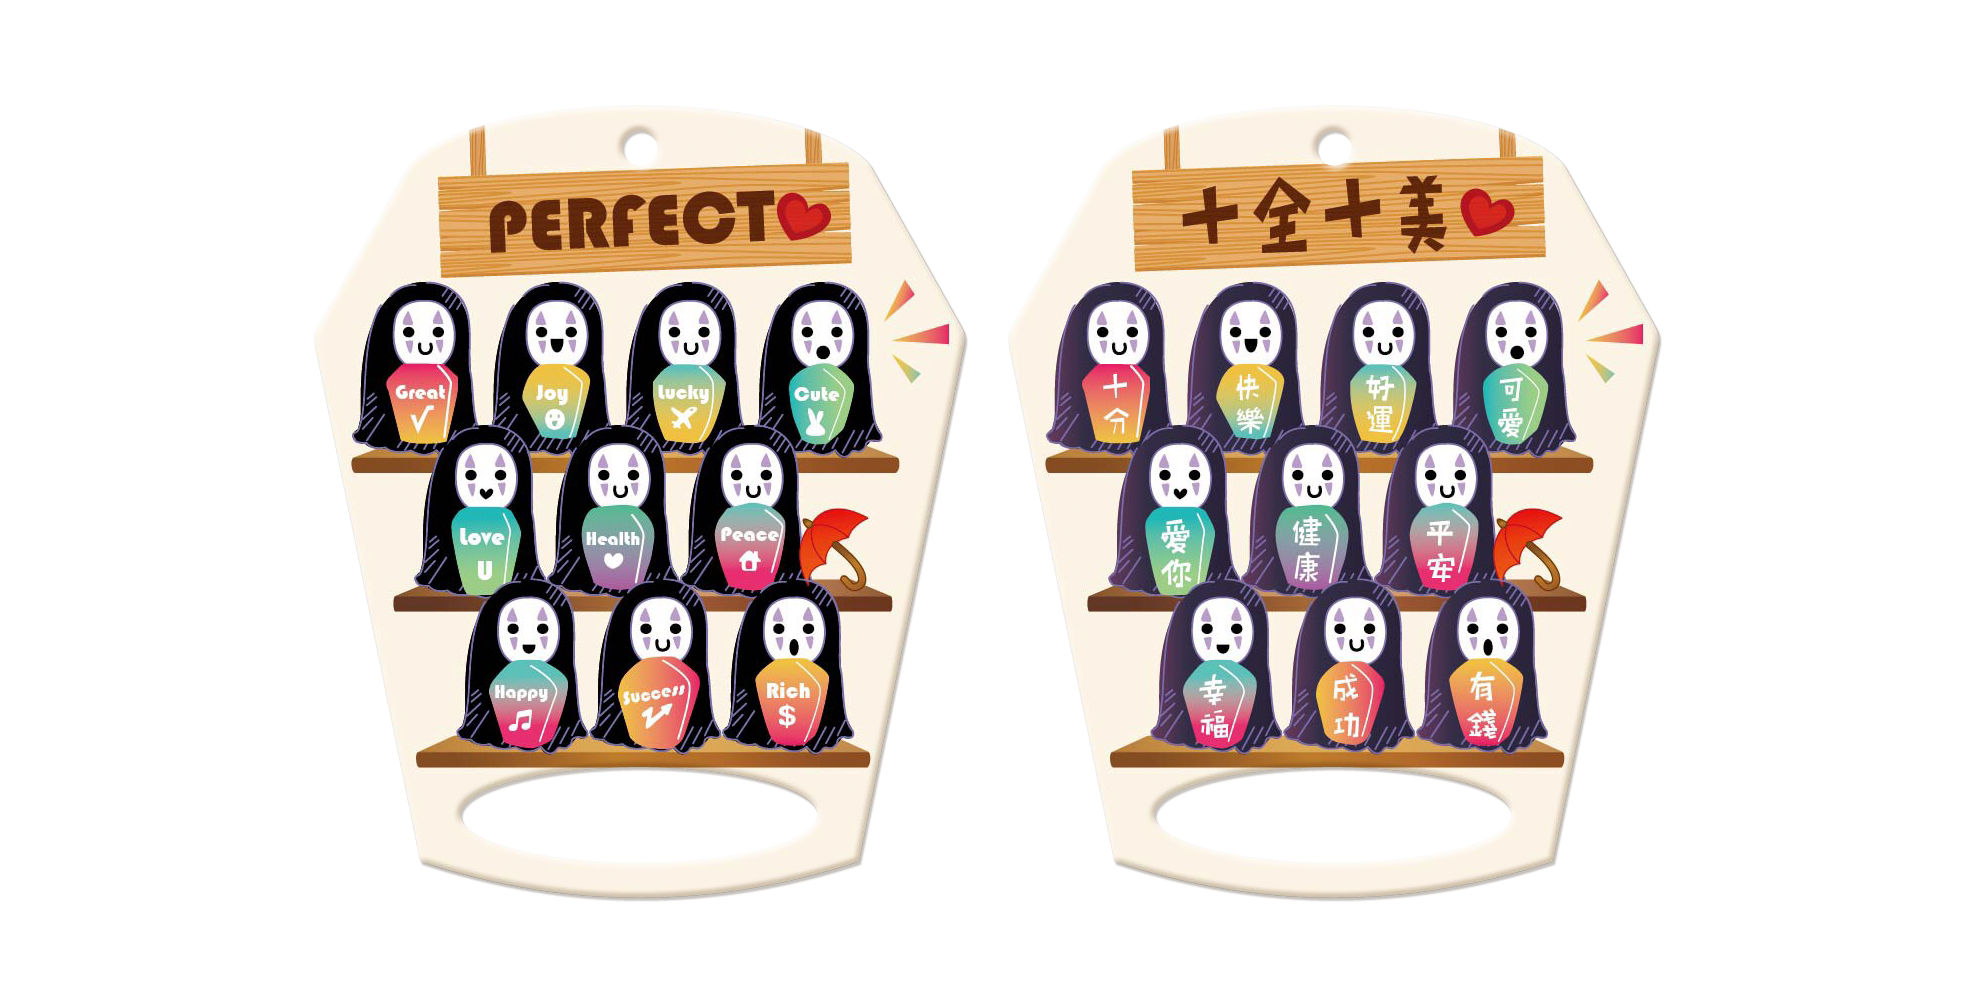 PERFECT
Great
Joy
Lucky
Cute
Love
U
Health
Peace
Happy
Success
Rich
$
十全十美
十
分
快
樂
好
運
可
愛
愛
你
健
康
平
安
幸
福
成
功
有
錢